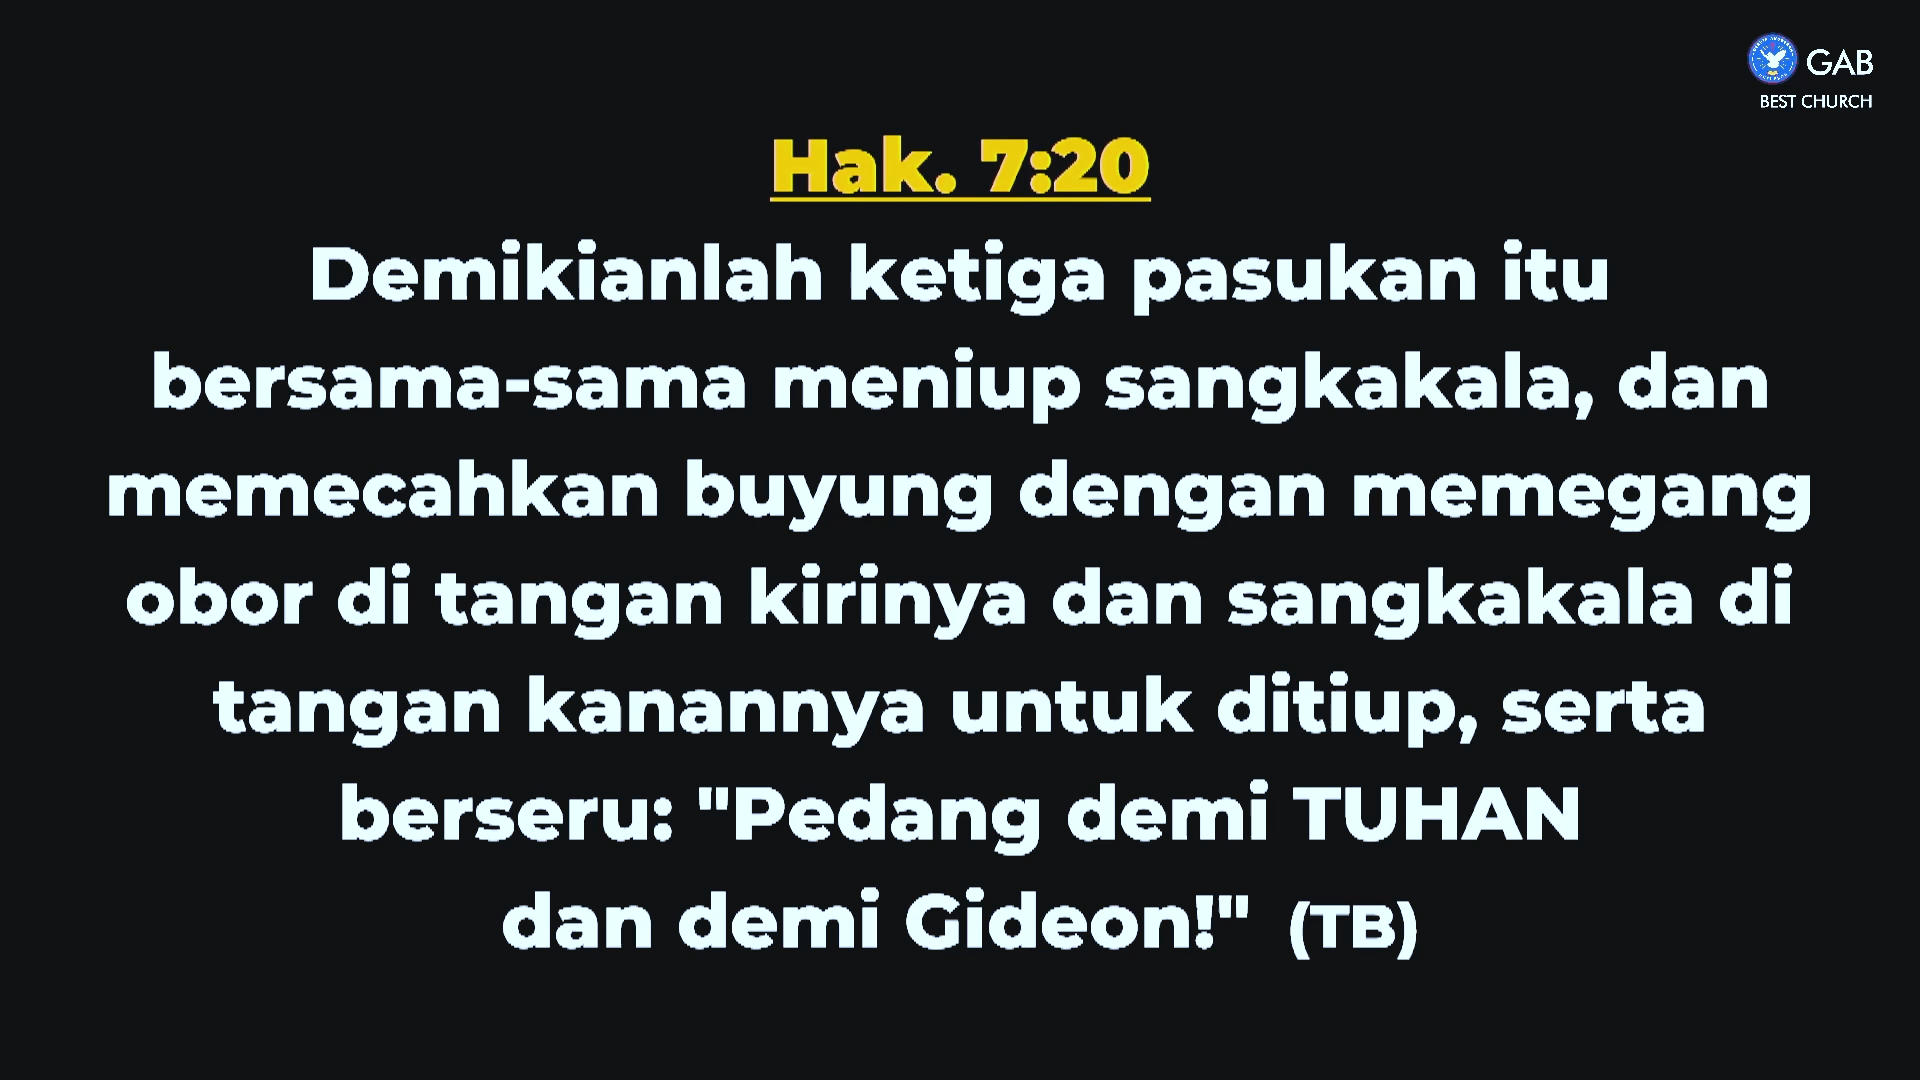 GAB
BEST CHURCH
Hak. 7:20
Demikianlah ketiga pasukan itu
bersama-sama meniup sangkakala, dan
memecahkan buyung dengan memegang
obor di tangan kirinya dan sangkakala di
tangan kanannya untuk ditiup, serta
berseru: "Pedang demi TUHAN
dan demi Gideon!" (TB)